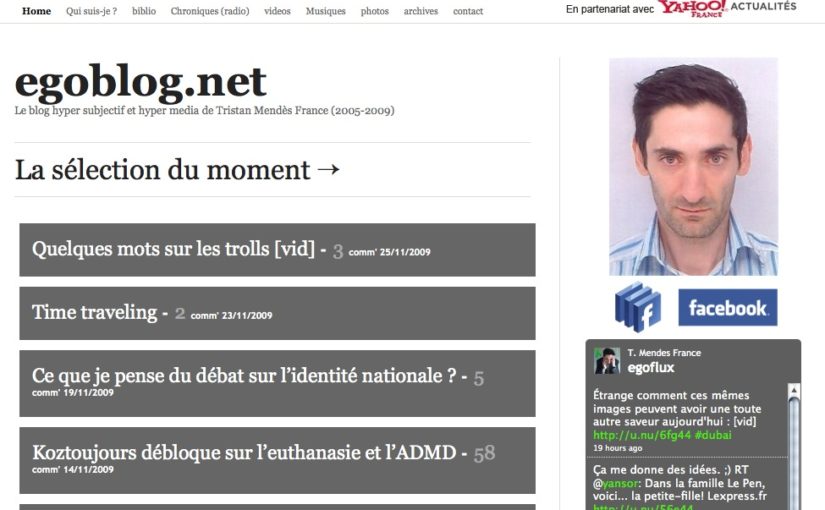 Home Qui suis-je ? biblio Chroniques (radio) videos Musiques photos archives contact
En partenariat avec YAHOO! FRANCE ACTUALITÉS
egoblog.net
Le blog hyper subjectif et hyper media de Tristan Mendès France (2005-2009)
La sélection du moment →
Quelques mots sur les trolls [vid] - 3 comm' 25/11/2009
Time traveling - 2 comm' 23/11/2009
Ce que je pense du débat sur l'identité nationale ? - 5
comm' 19/11/2009
Koztoujours débloque sur l'euthanasie et l'ADMD - 58
comm' 14/11/2009
facebook.
T. Mendes France
egoflux
Étrange comment ces mêmes
images peuvent avoir une toute
autre saveur aujourd'hui : [vid]
http://u.nu/6fg44 #dubai
19 hours ago
Ça me donne des idées. ;) RT
@yansor: Dans la famille Le Pen,
voici... la petite-fille! Lexpress.fr